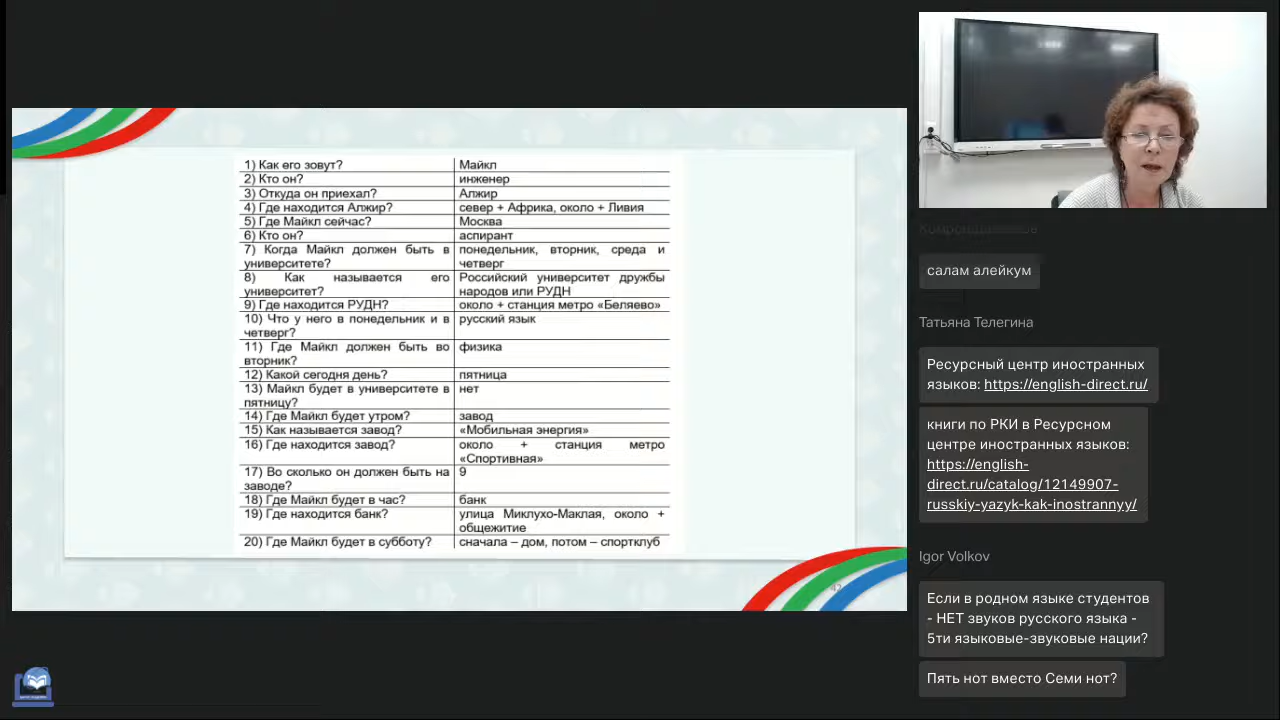 1) Как его зовут? Майкл
2) Кто он? инженер
3) Откуда он приехал? Алжир
4) Где находится Алжир? север + Африка, около + Ливия
5) Где Майкл сейчас? Москва
6) Кто он? аспирант
7) Когда Майкл должен быть в понедельник, вторник, среда и
университете? четверг
8) Как называется его Российский университет дружбы
университет? народов или РУДН
9) Где находится РУДН? около + станция метро «Беляево»
10) Что у него в понедельник и в русский язык
четверг?
11) Где Майкл должен быть во физика
вторник?
12) Какой сегодня день? пятница
13) Майкл будет в университете в нет
пятницу?
14) Где Майкл будет утром? завод
15) Как называется завод? «Мобильная энергия»
16) Где находится завод? около + станция метро
«Спортивная»
17) Во сколько он должен быть на 9
заводе?
18) Где Майкл будет в час? банк
19) Где находится банк? улица Миклухо-Маклая, около +
общежитие
20) Где Майкл будет в субботу? сначала – дом, потом – спортклуб
42
салам алейкум
Татьяна Телегина
Ресурсный центр иностранных
языков: https://english-direct.ru/
книги по РКИ в Ресурсном
центре иностранных языков:
https://english-
direct.ru/catalog/12149907-
russkiy-yazyk-kak-inostrannyy/
Igor Volkov
Если в родном языке студентов
- НЕТ звуков русского языка -
5ти языковые-звуковые нации?
Пять нот вместо Семи нот?